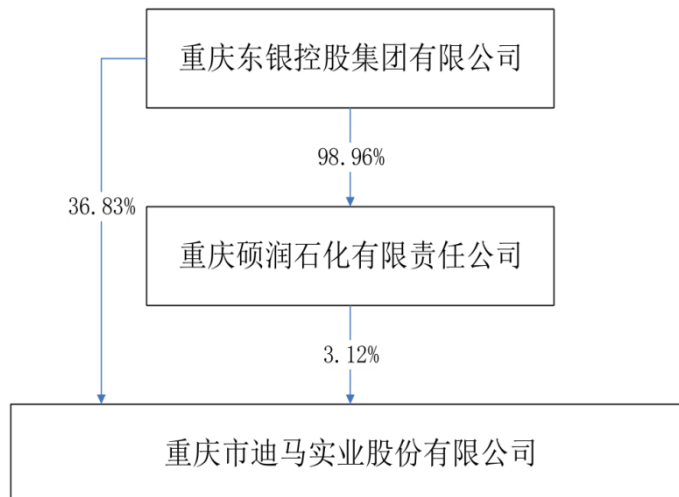 重庆东银控股集团有限公司
98.96%
36.83%
重庆硕润石化有限责任公司
3.12%
重庆市迪马实业股份有限公司